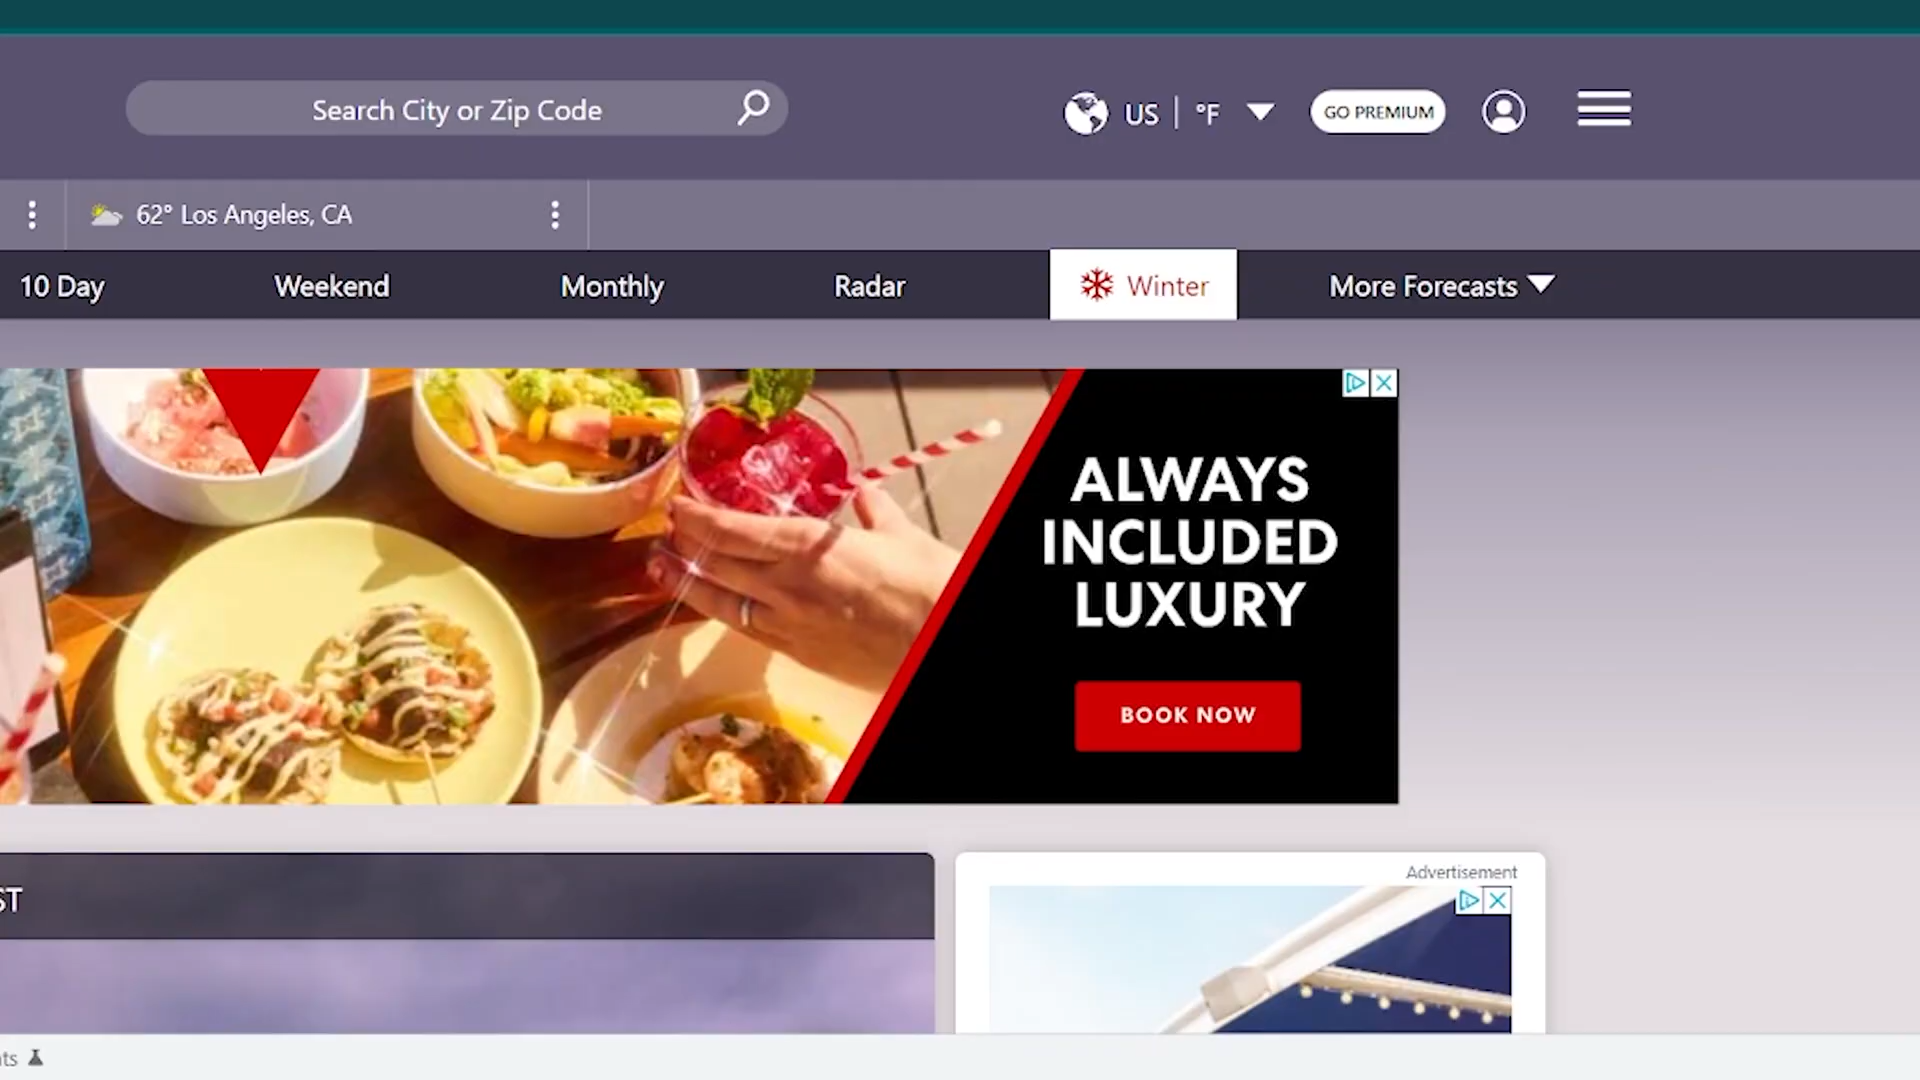 Search City or Zip Code
US | °F
GO PREMIUM
62° Los Angeles, CA
10 Day
Weekend
Monthly
Radar
Winter
More Forecasts
ALWAYS
INCLUDED
LUXURY
BOOK NOW
Advertisement
ST
ts